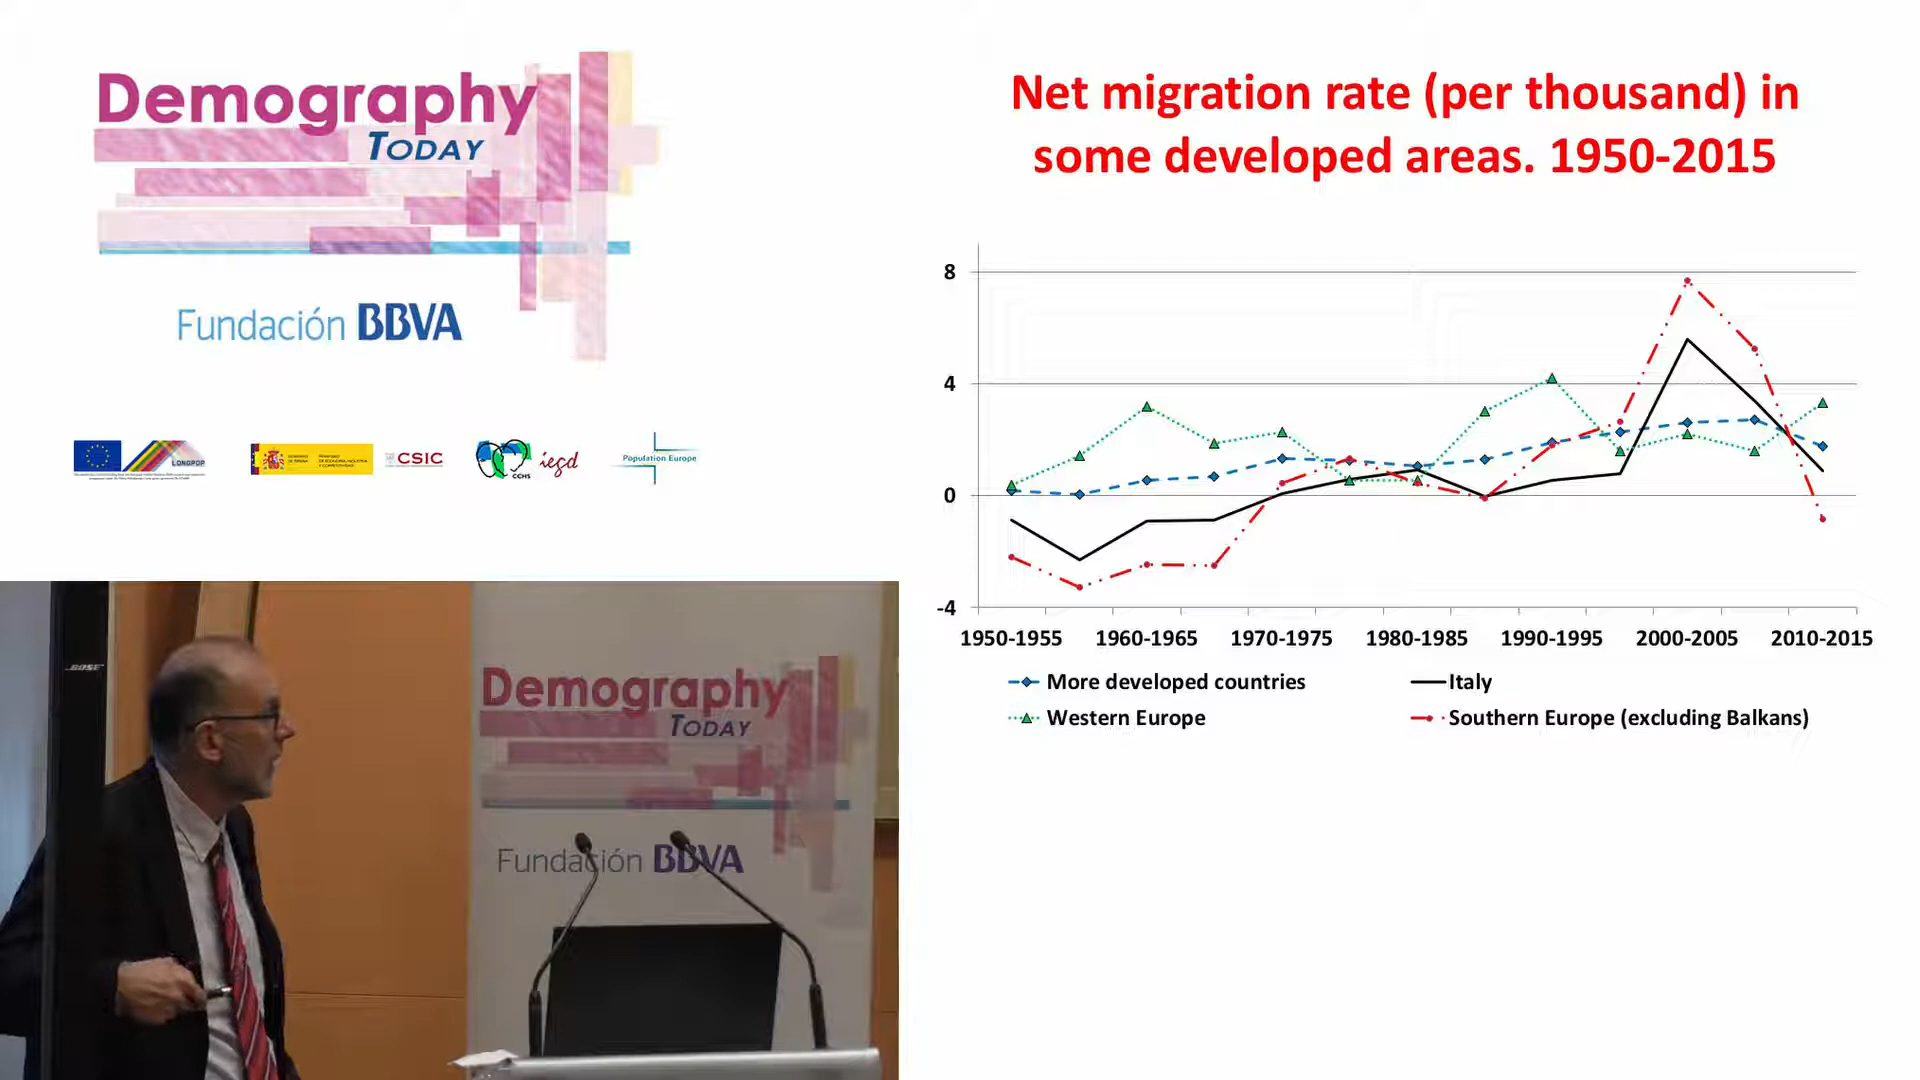 Demography
TODAY
Fundación BBVA
LONGPOP
CSIC
CCHS
iegd
Population Europe
Net migration rate (per thousand) in
some developed areas. 1950-2015
8
4
0
-4
1950-1955 1960-1965 1970-1975 1980-1985 1990-1995 2000-2005 2010-2015
More developed countries
Italy
Western Europe
Southern Europe (excluding Balkans)
BOSE
Demography
TODAY
Fundación BBVA